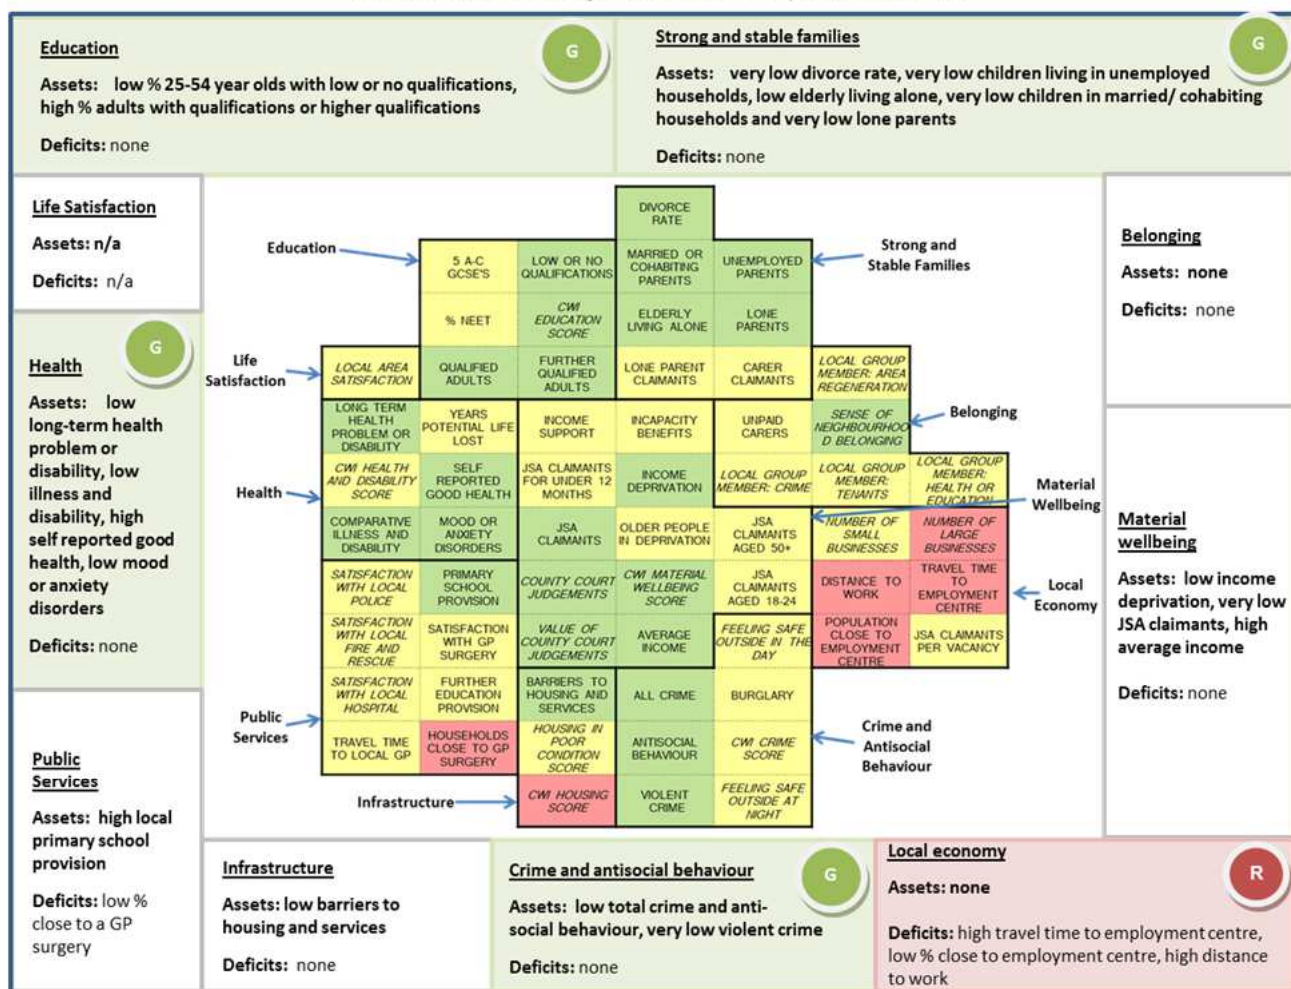 Education
G
Assets: low % 25-54 year olds with low or no qualifications,
high % adults with qualifications or higher qualifications
Deficits: none
Strong and stable families
G
Assets: very low divorce rate, very low children living in unemployed
households, low elderly living alone, very low children in married/ cohabiting
households and very low lone parents
Deficits: none
Life Satisfaction
Assets: n/a
Deficits: n/a
Health
G
Assets: low
long-term health
problem or
disability, low
illness and
disability, high
self reported good
health, low mood
or anxiety
disorders
Deficits: none
Public
Services
Assets: high local
primary school
provision
Deficits: low %
close to a GP
surgery
Education
Life
Satisfaction
Health
Public
Services
Infrastructure
DIVORCE
RATE
5 A-C
GCSE'S
LOW OR NO
QUALIFICATIONS
MARRIED OR
COHABITING
PARENTS
UNEMPLOYED
PARENTS
% NEET
CWI
EDUCATION
SCORE
ELDERLY
LIVING ALONE
LONE
PARENTS
LOCAL AREA
SATISFACTION
QUALIFIED
ADULTS
FURTHER
QUALIFIED
ADULTS
LONE PARENT
CLAIMANTS
CARER
CLAIMANTS
LOCAL GROUP
MEMBER: AREA
REGENERATION
LONG TERM
HEALTH
PROBLEM OR
DISABILITY
YEARS
POTENTIAL LIFE
LOST
INCOME
SUPPORT
INCAPACITY
BENEFITS
UNPAID
CARERS
SENSE OF
NEIGHBOURHOO
D BELONGING
CWI HEALTH
AND DISABILITY
SCORE
SELF
REPORTED
GOOD HEALTH
JSA CLAIMANTS
FOR UNDER 12
MONTHS
INCOME
DEPRIVATION
LOCAL GROUP
MEMBER: CRIME
LOCAL GROUP
MEMBER:
TENANTS
LOCAL GROUP
MEMBER:
HEALTH OR
EDUCATION
COMPARATIVE
ILLNESS AND
DISABILITY
MOOD OR
ANXIETY
DISORDERS
JSA
CLAIMANTS
OLDER PEOPLE
IN DEPRIVATION
JSA
CLAIMANTS
AGED 50+
NUMBER OF
SMALL
BUSINESSES
NUMBER OF
LARGE
BUSINESSES
SATISFACTION
WITH LOCAL
POLICE
PRIMARY
SCHOOL
PROVISION
COUNTY COURT
JUDGEMENTS
CWI MATERIAL
WELLBEING
SCORE
JSA
CLAIMANTS
AGED 18-24
DISTANCE TO
WORK
TRAVEL TIME
TO
EMPLOYMENT
CENTRE
SATISFACTION
WITH LOCAL
FIRE AND
RESCUE
SATISFACTION
WITH GP
SURGERY
VALUE OF
COUNTY COURT
JUDGEMENTS
AVERAGE
INCOME
FEELING SAFE
OUTSIDE IN THE
DAY
POPULATION
CLOSE TO
EMPLOYMENT
CENTRE
JSA CLAIMANTS
PER VACANCY
SATISFACTION
WITH LOCAL
HOSPITAL
FURTHER
EDUCATION
PROVISION
BARRIERS TO
HOUSING AND
SERVICES
ALL CRIME
BURGLARY
TRAVEL TIME
TO LOCAL GP
HOUSEHOLDS
CLOSE TO GP
SURGERY
HOUSING IN
POOR
CONDITION
SCORE
ANTISOCIAL
BEHAVIOUR
CWI CRIME
SCORE
CWI HOUSING
SCORE
VIOLENT
CRIME
FEELING SAFE
OUTSIDE AT
NIGHT
Strong and
Stable Families
Belonging
Material
Wellbeing
Local
Economy
Crime and
Antisocial
Behaviour
Belonging
Assets: none
Deficits: none
Material
wellbeing
Assets: low income
deprivation, very low
JSA claimants, high
average income
Deficits: none
Infrastructure
Assets: low barriers to
housing and services
Deficits: none
Crime and antisocial behaviour
G
Assets: low total crime and anti-
social behaviour, very low violent crime
Deficits: none
Local economy
R
Assets: none
Deficits: high travel time to employment centre,
low % close to employment centre, high distance
to work